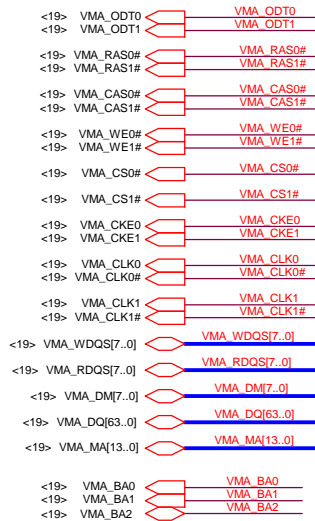 <19> VMA_ODT0 VMA_ODT0
<19> VMA_ODT1 VMA_ODT1
<19> VMA_RAS0# VMA_RAS0#
<19> VMA_RAS1# VMA_RAS1#
<19> VMA_CAS0# VMA_CAS0#
<19> VMA_CAS1# VMA_CAS1#
<19> VMA_WE0# VMA_WE0#
<19> VMA_WE1# VMA_WE1#
<19> VMA_CS0# VMA_CS0#
<19> VMA_CS1# VMA_CS1#
<19> VMA_CKE0 VMA_CKE0
<19> VMA_CKE1 VMA_CKE1
<19> VMA_CLK0 VMA_CLK0
<19> VMA_CLK0# VMA_CLK0#
<19> VMA_CLK1 VMA_CLK1
<19> VMA_CLK1# VMA_CLK1#
<19> VMA_WDQS[7..0] VMA_WDQS[7..0]
<19> VMA_RDQS[7..0] VMA_RDQS[7..0]
<19> VMA_DM[7..0] VMA_DM[7..0]
<19> VMA_DQ[63..0] VMA_DQ[63..0]
<19> VMA_MA[13..0] VMA_MA[13..0]
<19> VMA_BA0 VMA_BA0
<19> VMA_BA1 VMA_BA1
<19> VMA_BA2 VMA_BA2